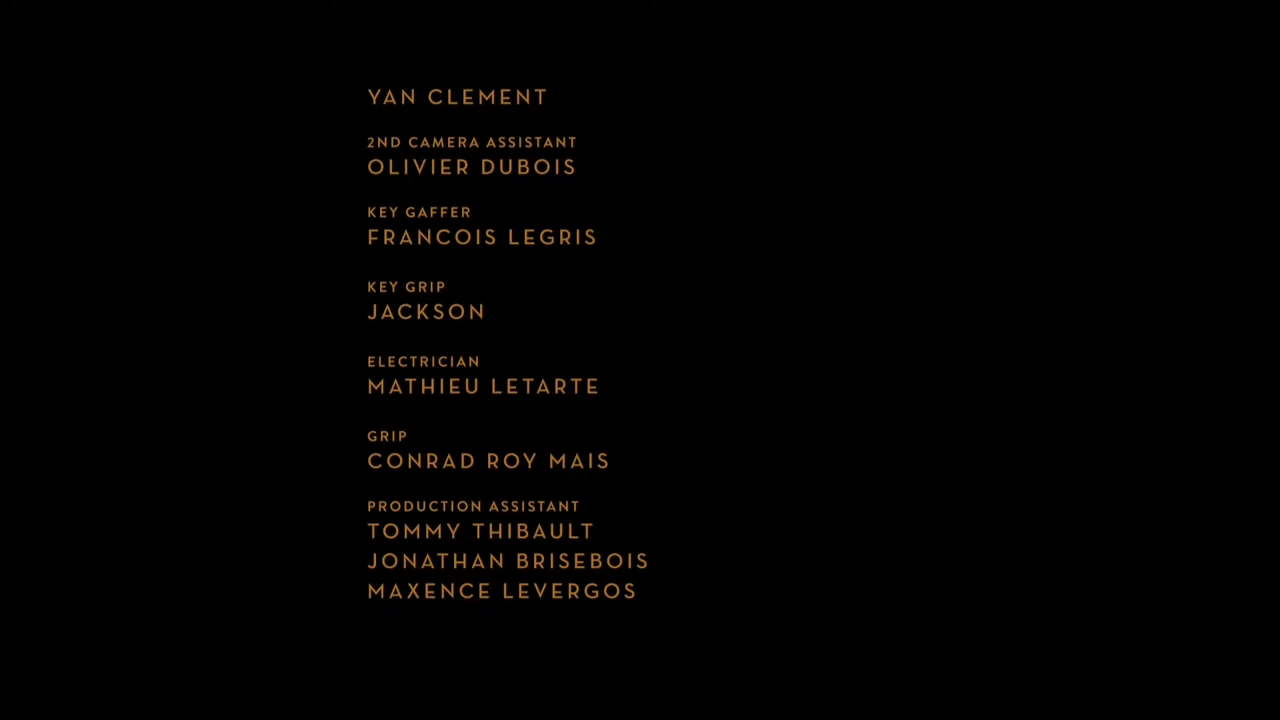 YAN CLEMENT
2ND CAMERA ASSISTANT
OLIVIER DUBOIS
KEY GAFFER
FRANCOIS LEGRIS
KEY GRIP
JACKSON
ELECTRICIAN
MATHIEU LETARTE
GRIP
CONRAD ROY MAIS
PRODUCTION ASSISTANT
TOMMY THIBAULT
JONATHAN BRISEBOIS
MAXENCE LEVERGOS